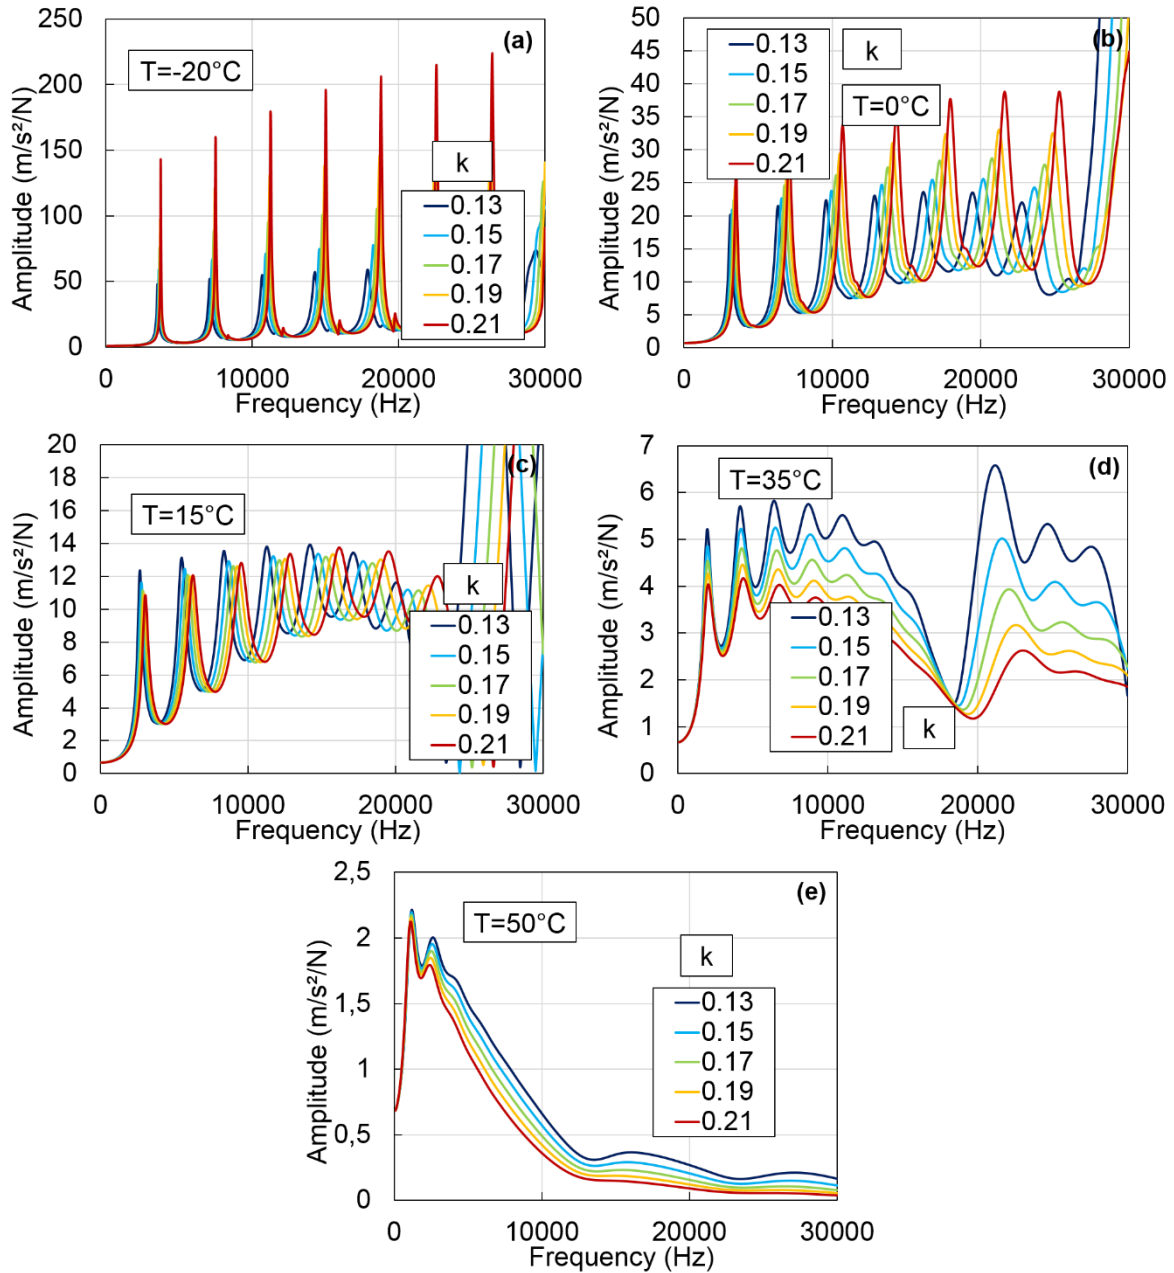 (a)
T=-20°C
k
0.13
0.15
0.17
0.19
0.21
250
200
150
100
50
0
0 10000 20000 30000
Frequency (Hz)
Amplitude (m/s²/N)
(b)
0.13
0.15
0.17
0.19
0.21
k
T=0°C
50
45
40
35
30
25
20
15
10
5
0
0 10000 20000 30000
Frequency (Hz)
Amplitude (m/s²/N)
(c)
T=15°C
k
0.13
0.15
0.17
0.19
0.21
20
18
16
14
12
10
8
6
4
2
0
0 10000 20000 30000
Frequency (Hz)
Amplitude (m/s²/N)
(d)
T=35°C
0.13
0.15
0.17
0.19
0.21
k
7
6
5
4
3
2
1
0
0 10000 20000 30000
Frequency (Hz)
Amplitude (m/s²/N)
(e)
T=50°C
k
0.13
0.15
0.17
0.19
0.21
2,5
2
1,5
1
0,5
0
0 10000 20000 30000
Frequency (Hz)
Amplitude (m/s²/N)